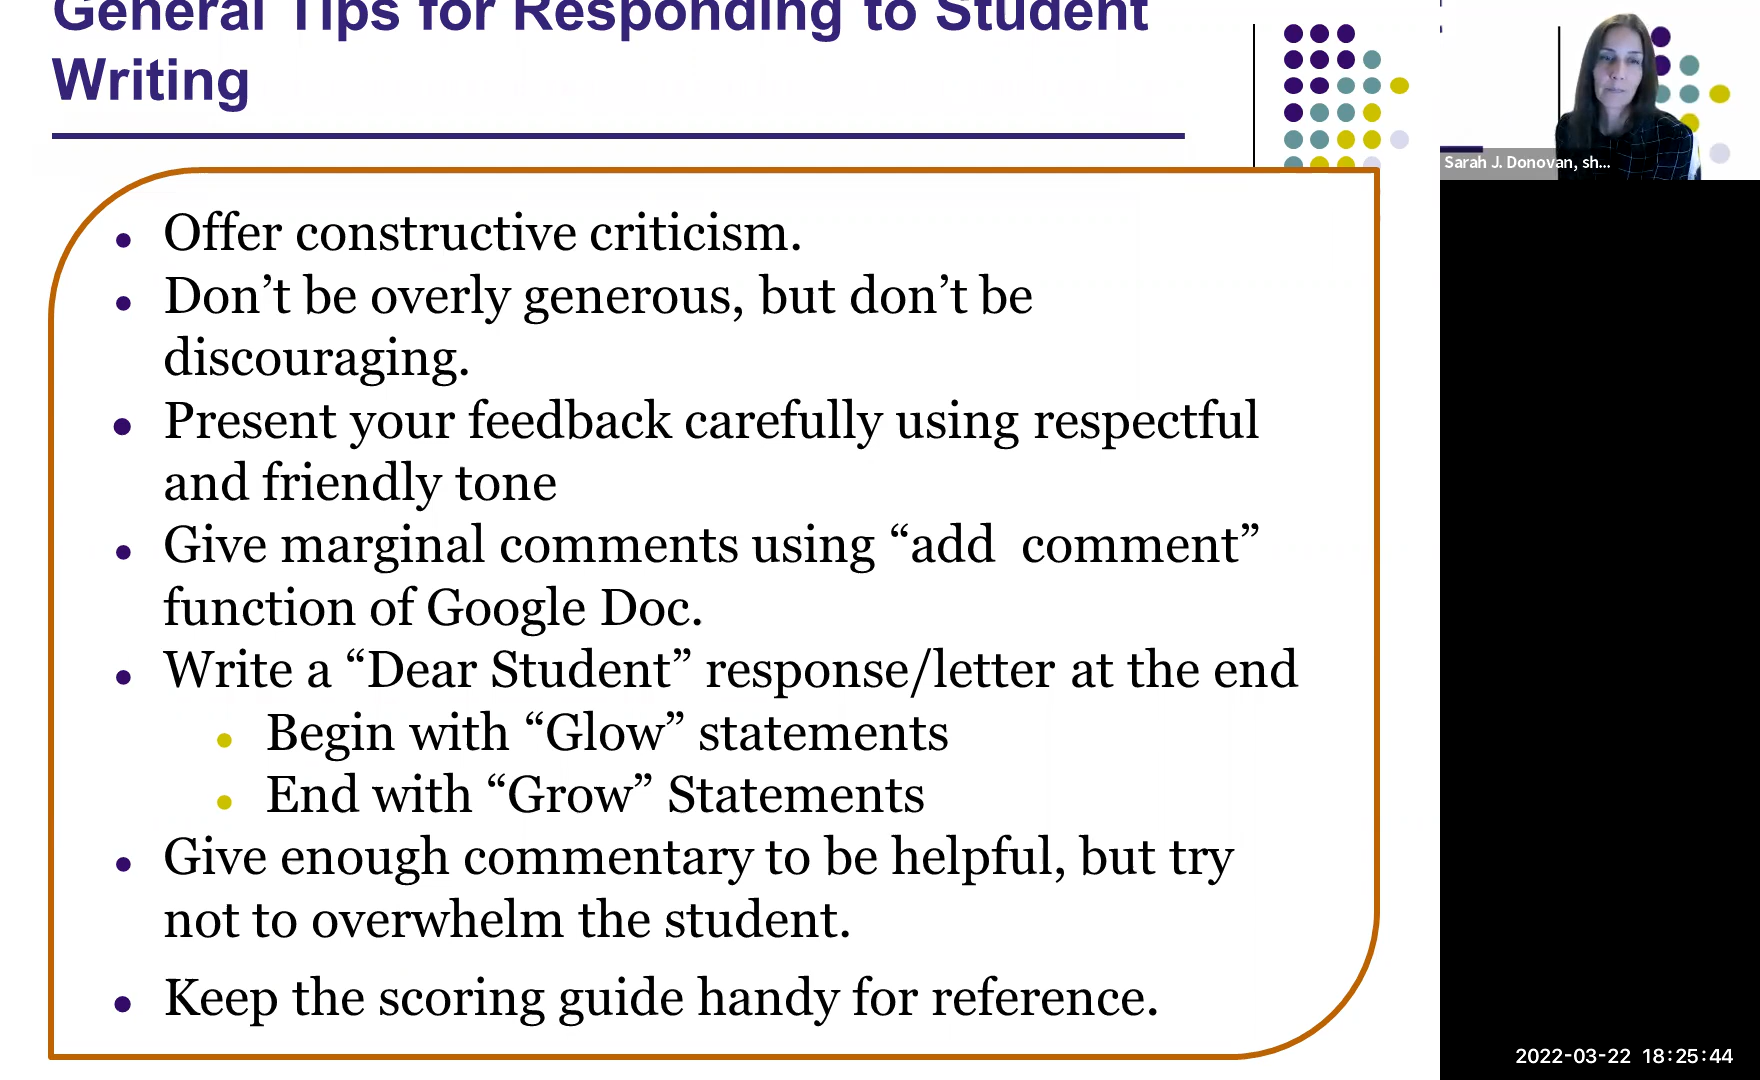 General Tips for Responding to Student
Writing
Offer constructive criticism.
Don’t be overly generous, but don’t be
discouraging.
Present your feedback carefully using respectful
and friendly tone
Give marginal comments using “add  comment”
function of Google Doc.
Write a “Dear Student” response/letter at the end
Begin with “Glow” statements
End with “Grow” Statements
Give enough commentary to be helpful, but try
not to overwhelm the student.
Keep the scoring guide handy for reference.
Sarah J. Donovan, sh...
2022-03-22 18:25:44